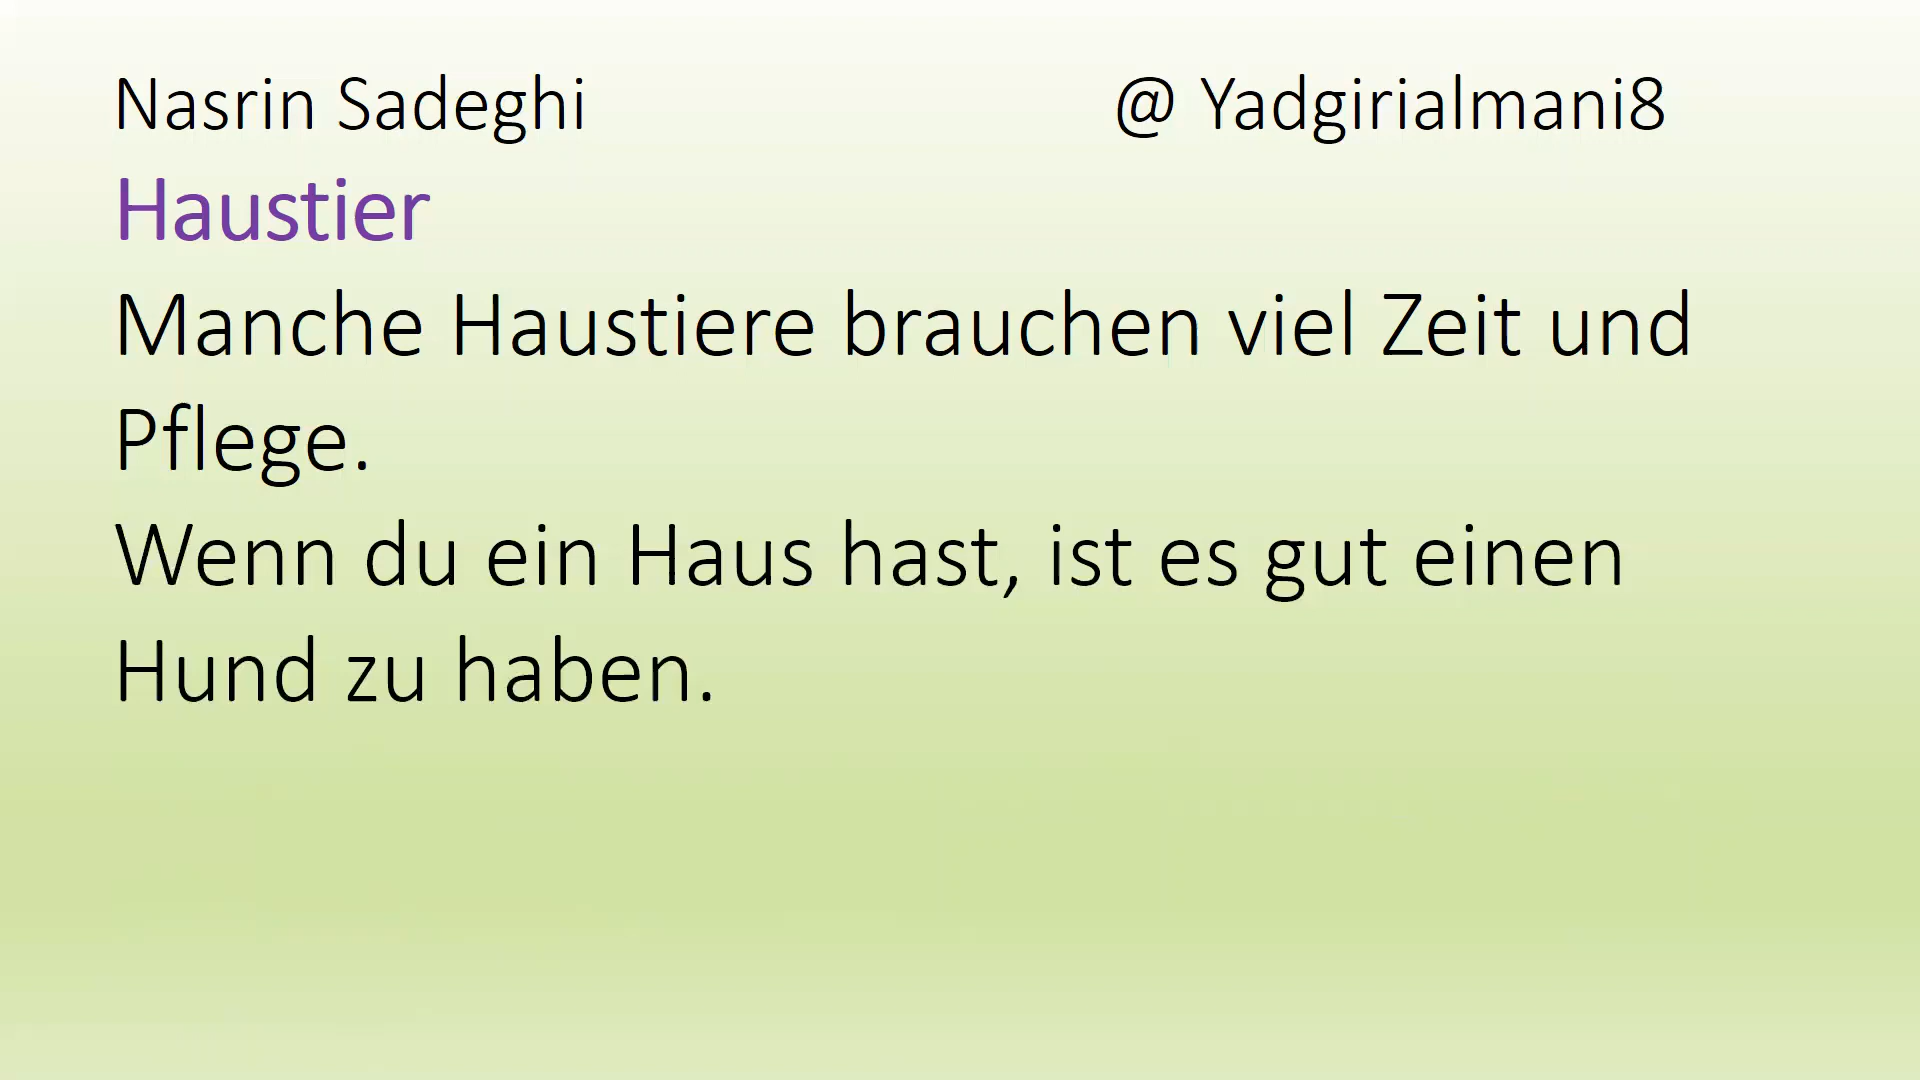 Nasrin Sadeghi @ Yadgirialmani8
Haustier
Manche Haustiere brauchen viel Zeit und
Pflege.
Wenn du ein Haus hast, ist es gut einen
Hund zu haben.